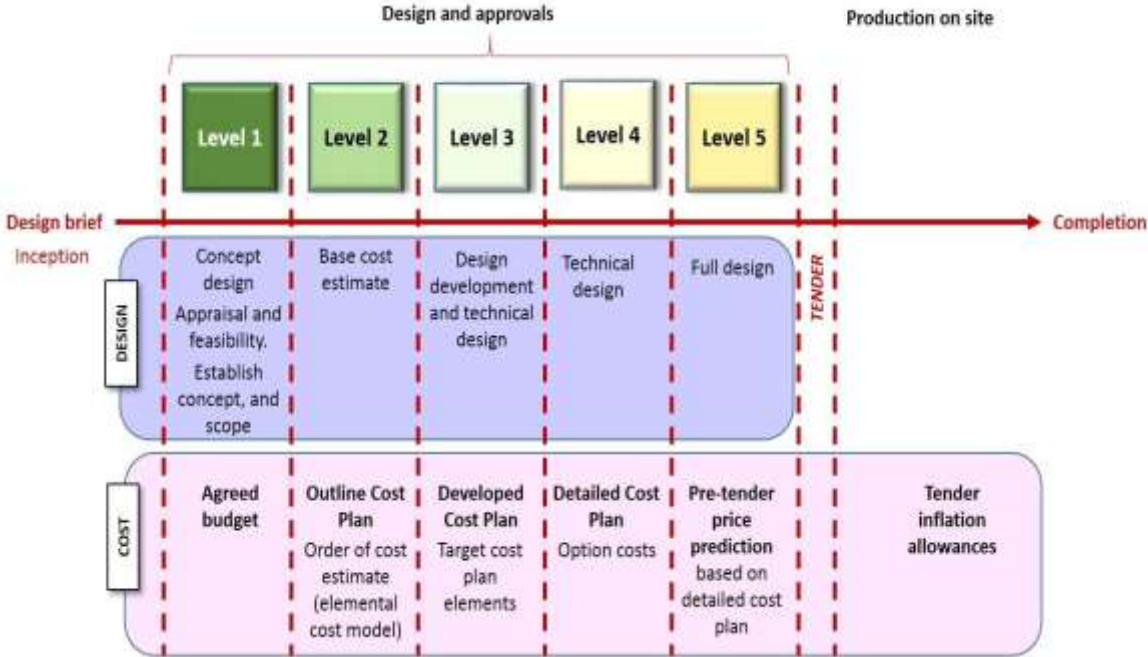 Design and approvals
Production on site
Level 1
Level 2
Level 3
Level 4
Level 5
Design brief
Completion
Inception
DESIGN
Concept
design
Appraisal and
feasibility.
Establish
concept, and
scope
Base cost
estimate
Design
development
and technical
design
Technical
design
Full design
TENDER
COST
Agreed
budget
Outline Cost
Plan
Order of cost
estimate
(elemental
cost model)
Developed
Cost Plan
Target cost
plan
elements
Detailed Cost
Plan
Option costs
Pre-tender
price
prediction
based on
detailed cost
plan
Tender
inflation
allowances